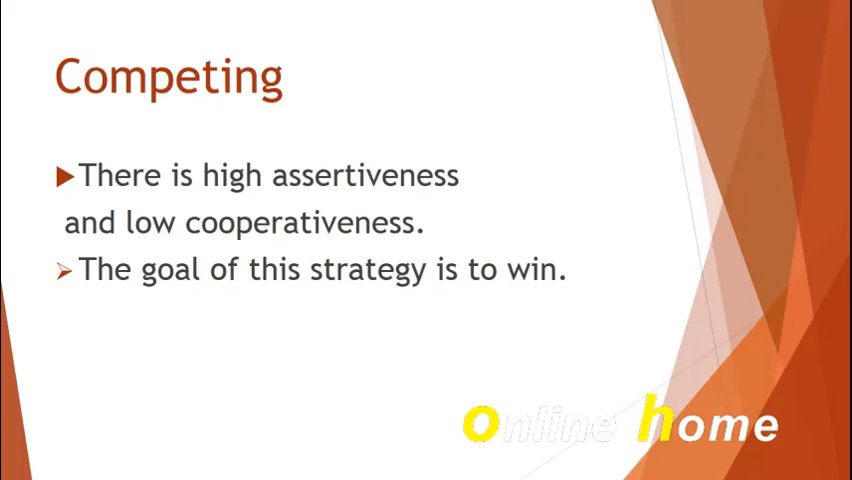 Competing
There is high assertiveness
and low cooperativeness.
The goal of this strategy is to win.
Online home